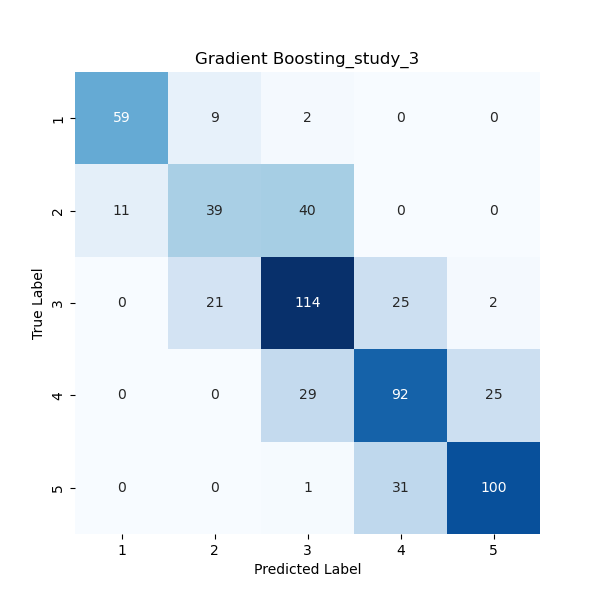 Gradient Boosting_study_3
1 59 9 2 0 0
2 11 39 40 0 0
True Label
3 0 21 114 25 2
4 0 0 29 92 25
5 0 0 1 31 100
1 2 3 4 5
Predicted Label